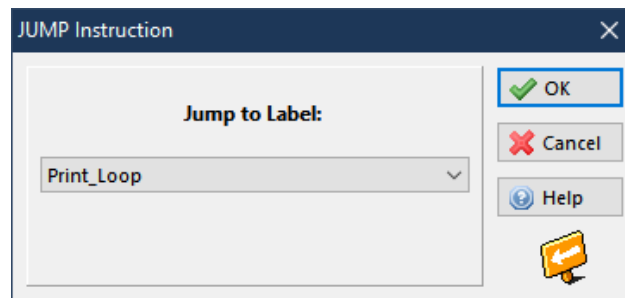 JUMP Instruction
Jump to Label:
Print_Loop
OK
Cancel
Help